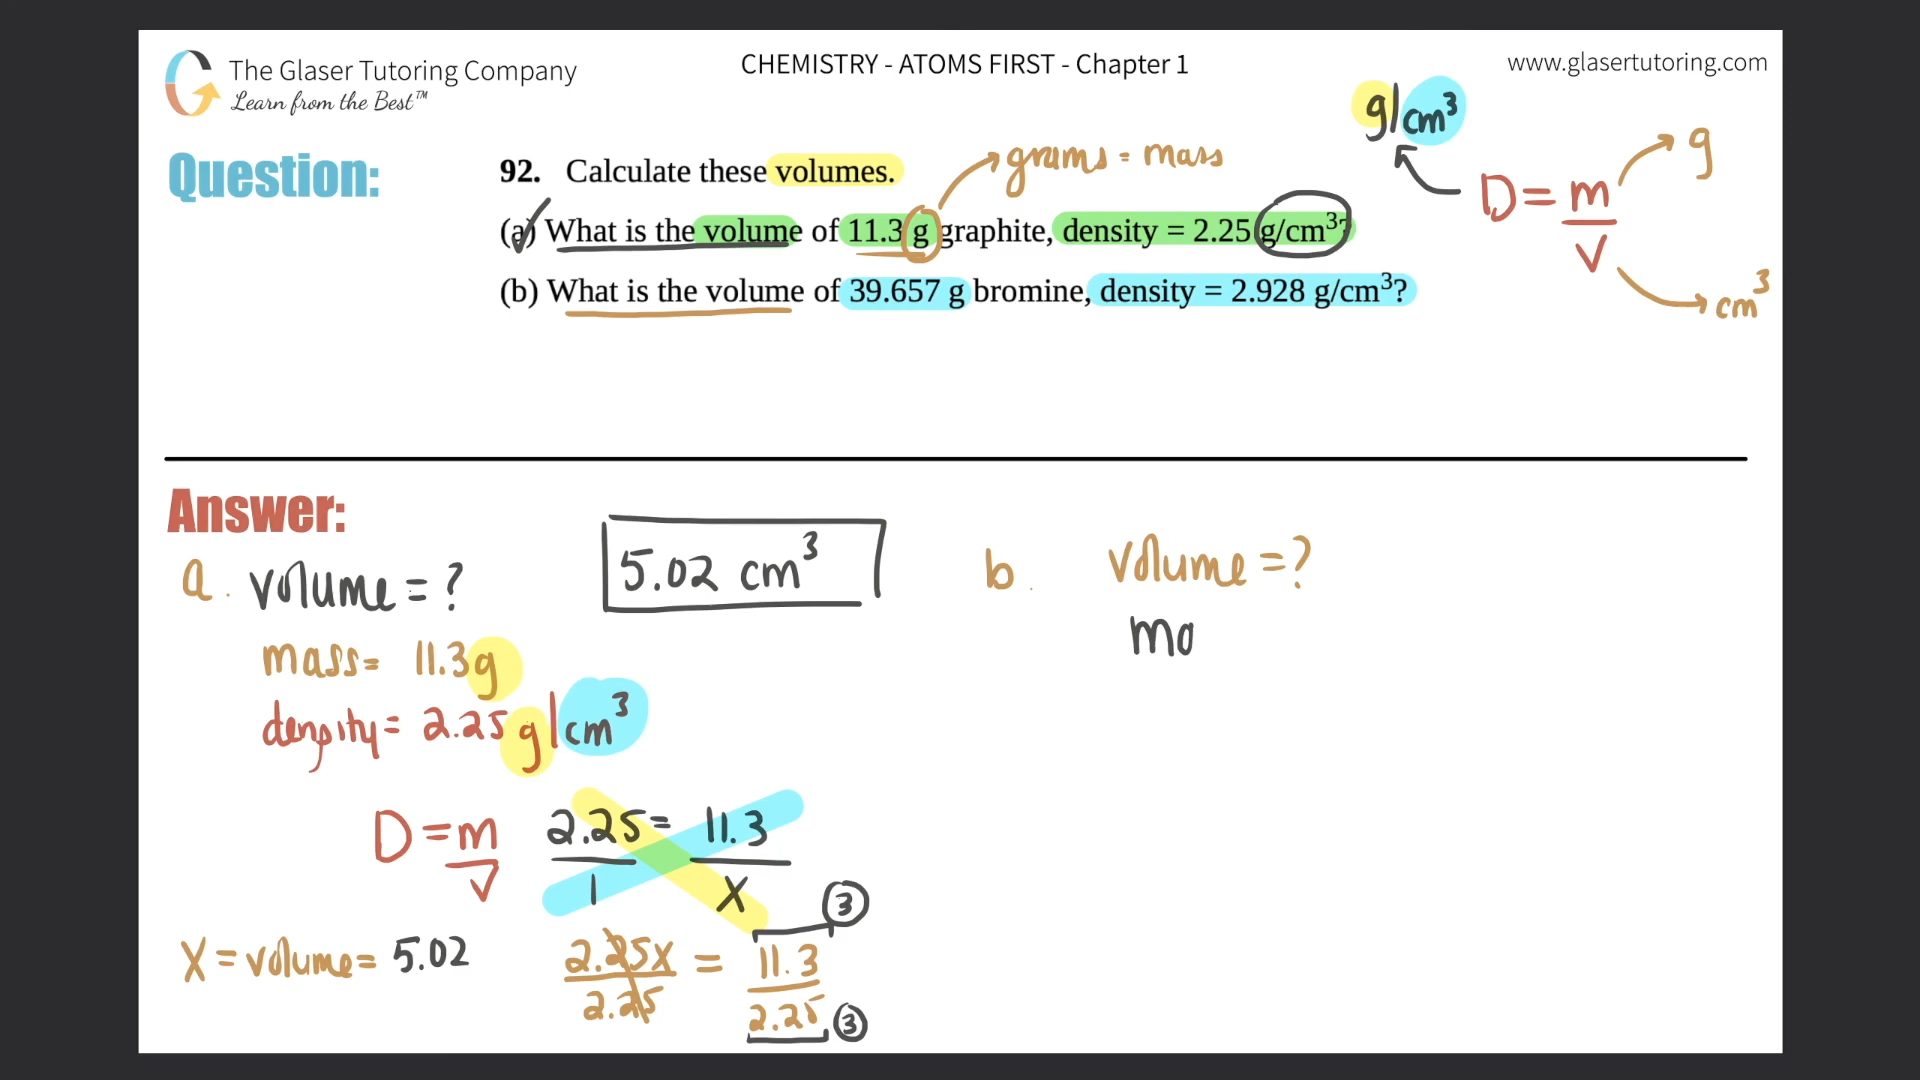 The Glaser Tutoring Company
Learn from the Best™
CHEMISTRY - ATOMS FIRST - Chapter 1
www.glasertutoring.com
g/cm³
Question:
92. Calculate these volumes.
grams = mass
D = m/V
g
cm³
(a) What is the volume of 11.3 g graphite, density = 2.25 g/cm³?
(b) What is the volume of 39.657 g bromine, density = 2.928 g/cm³?
Answer:
a. volume = ?
5.02 cm³
mass = 11.3g
density = 2.25 g/cm³
D = m/V
2.25/1 = 11.3/X
X = volume = 5.02
2.25X/2.25 = 11.3/2.25
3
3
b. volume = ?
ma